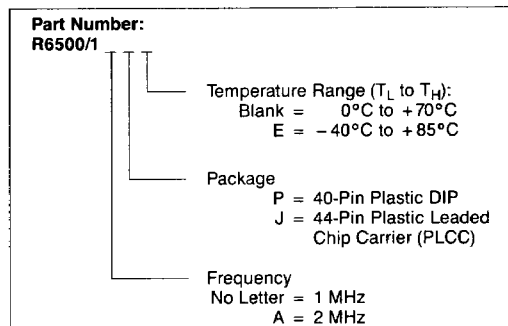 Part Number:
R6500/1 _ _ _
Temperature Range (TL to TH):
Blank = 0°C to +70°C
E = −40°C to +85°C
Package
P = 40-Pin Plastic DIP
J = 44-Pin Plastic Leaded
Chip Carrier (PLCC)
Frequency
No Letter = 1 MHz
A = 2 MHz